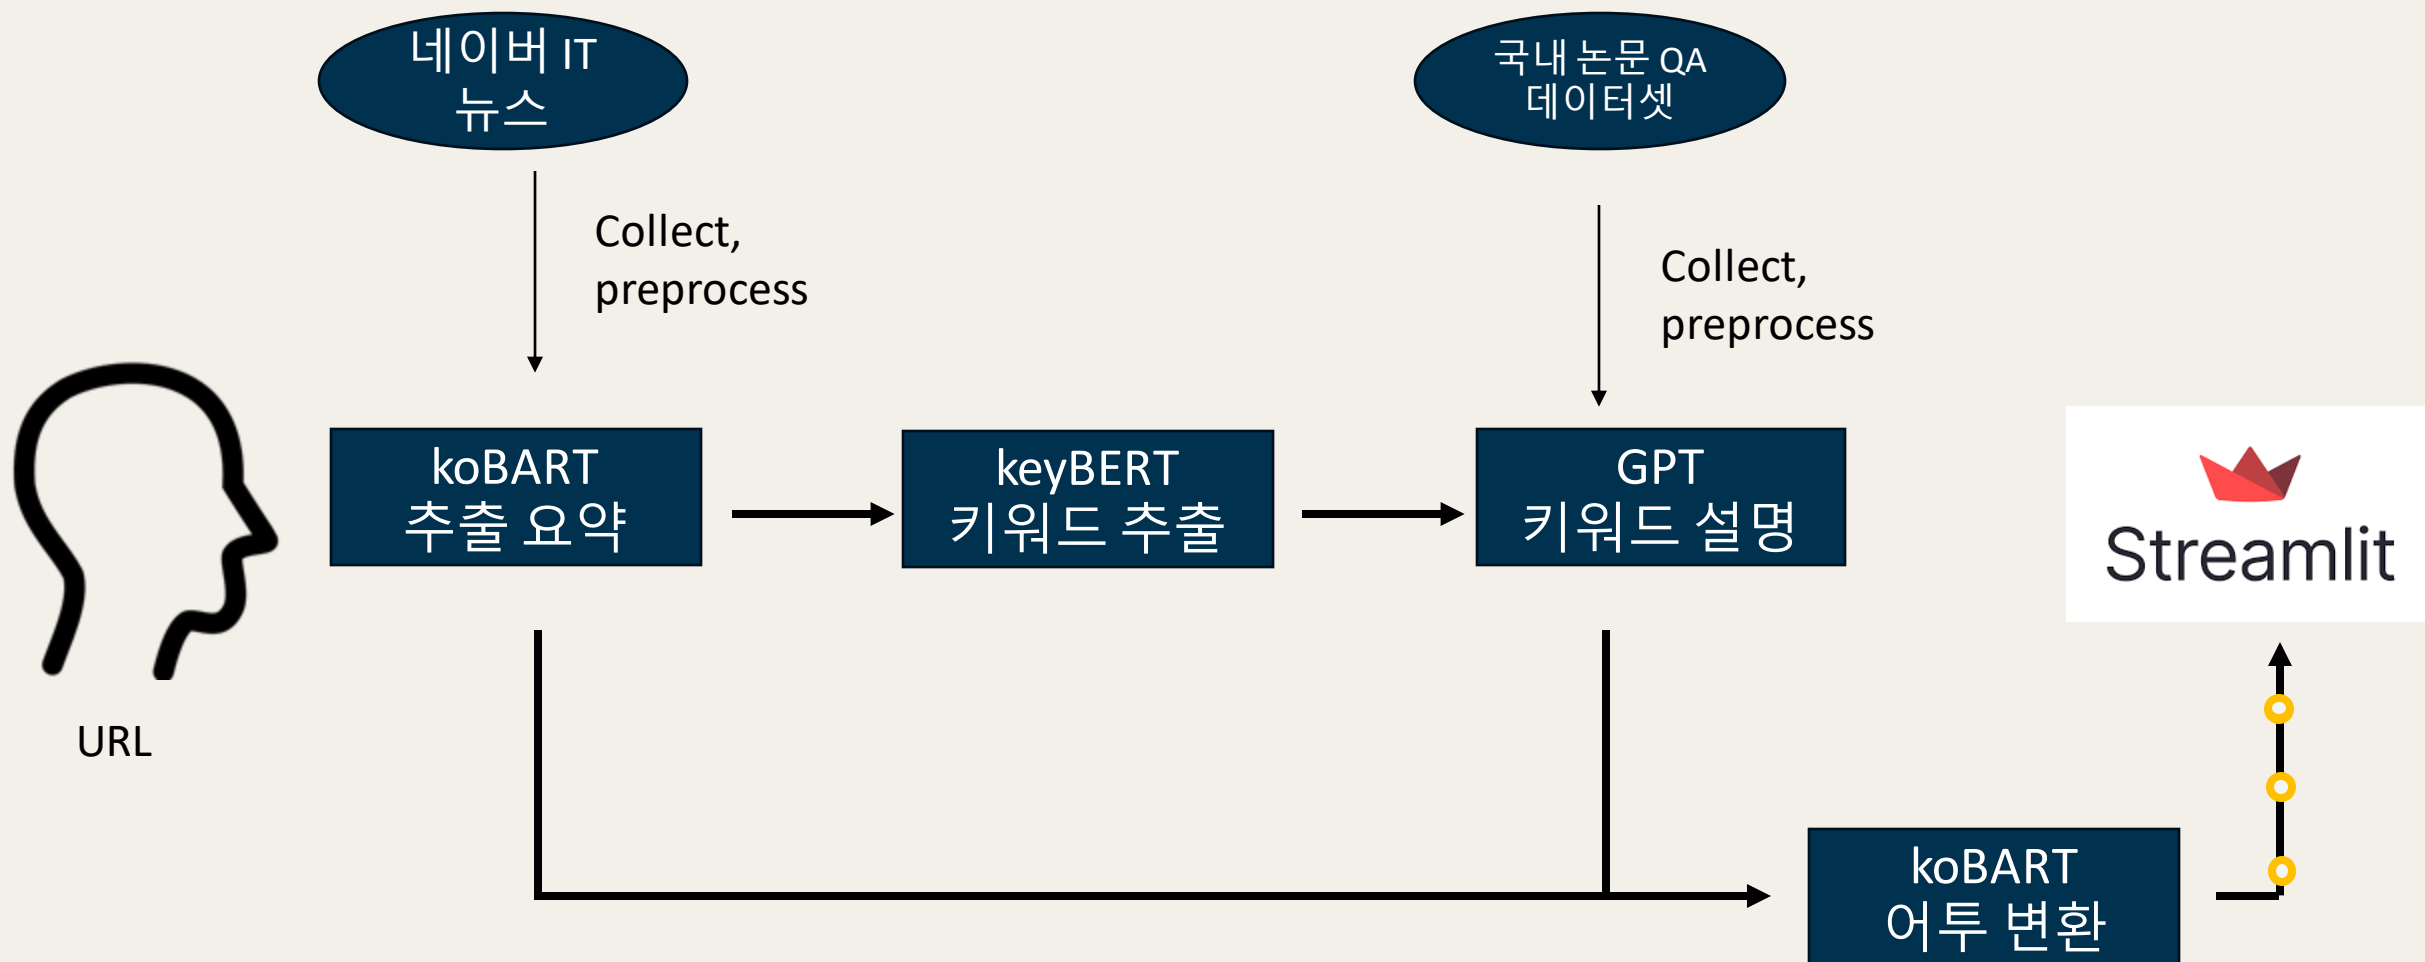 네이버 IT
뉴스
국내 논문 QA
데이터셋
Collect,
preprocess
Collect,
preprocess
koBART
추출 요약
keyBERT
키워드 추출
GPT
키워드 설명
Streamlit
URL
koBART
어투 변환